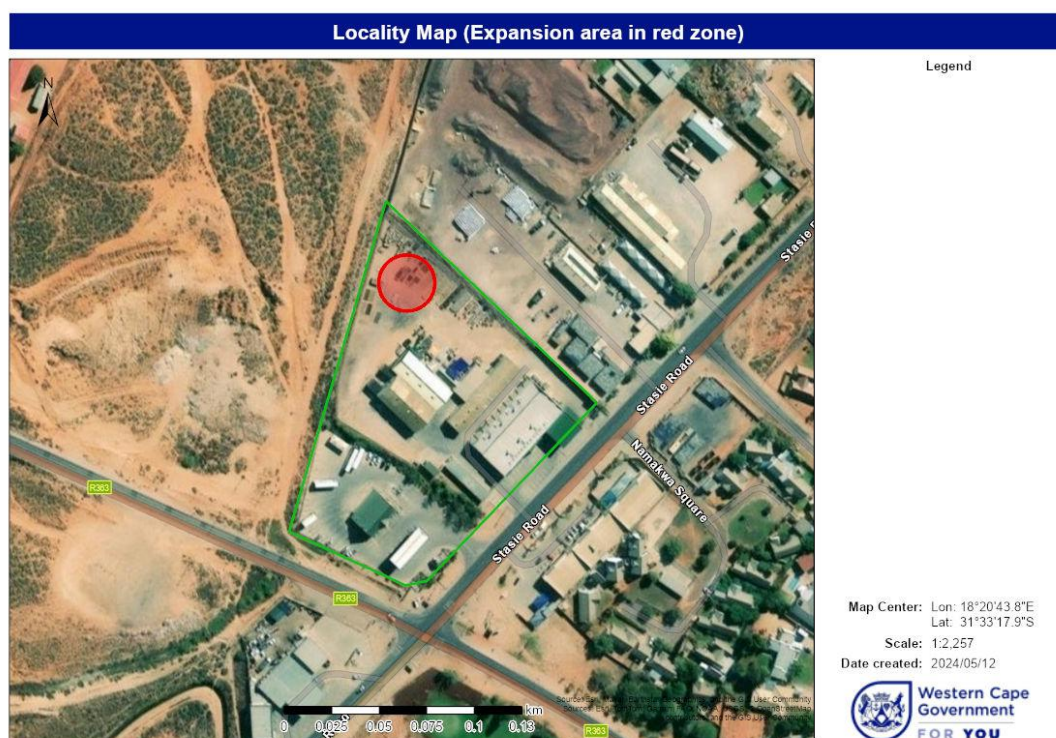 Locality Map (Expansion area in red zone)
Legend
N
Stasie
Stasie Road
Namakwa Square
R363
Stasie Road
R363
R363
0 0.025 0.05 0.075 0.1 0.13 km
Map Center: Lon: 18°20'43.8"E
Lat: 31°33'17.9"S
Scale: 1:2,257
Date created: 2024/05/12
Western Cape
Government
FOR YOU